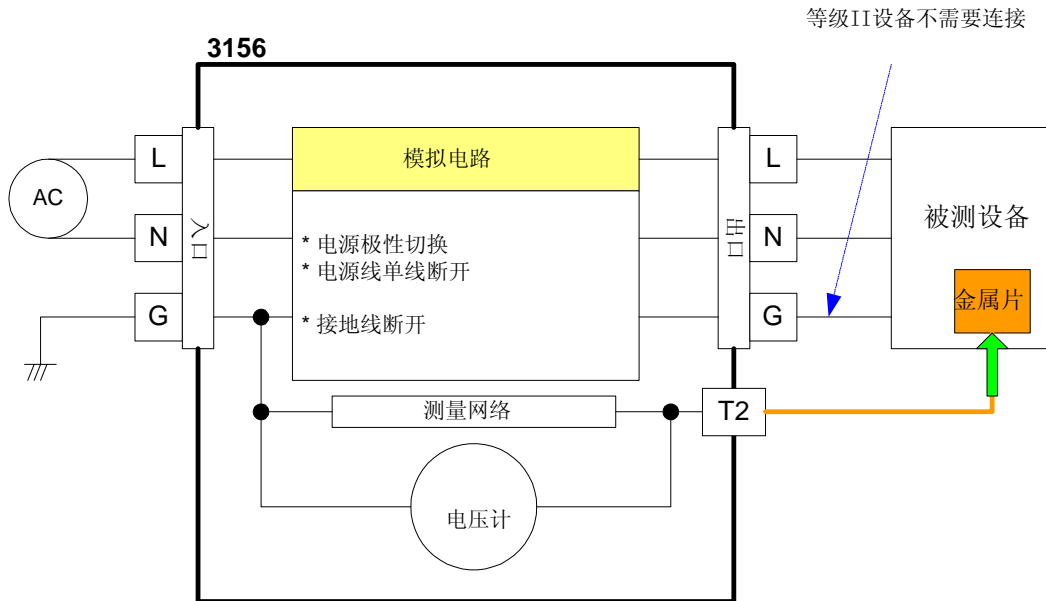 等级II设备不需要连接
3156
L
模拟电路
L
AC
入口
出口
被测设备
N
* 电源极性切换
* 电源线单线断开
N
金属片
G
* 接地线断开
G
测量网络
T2
电压计